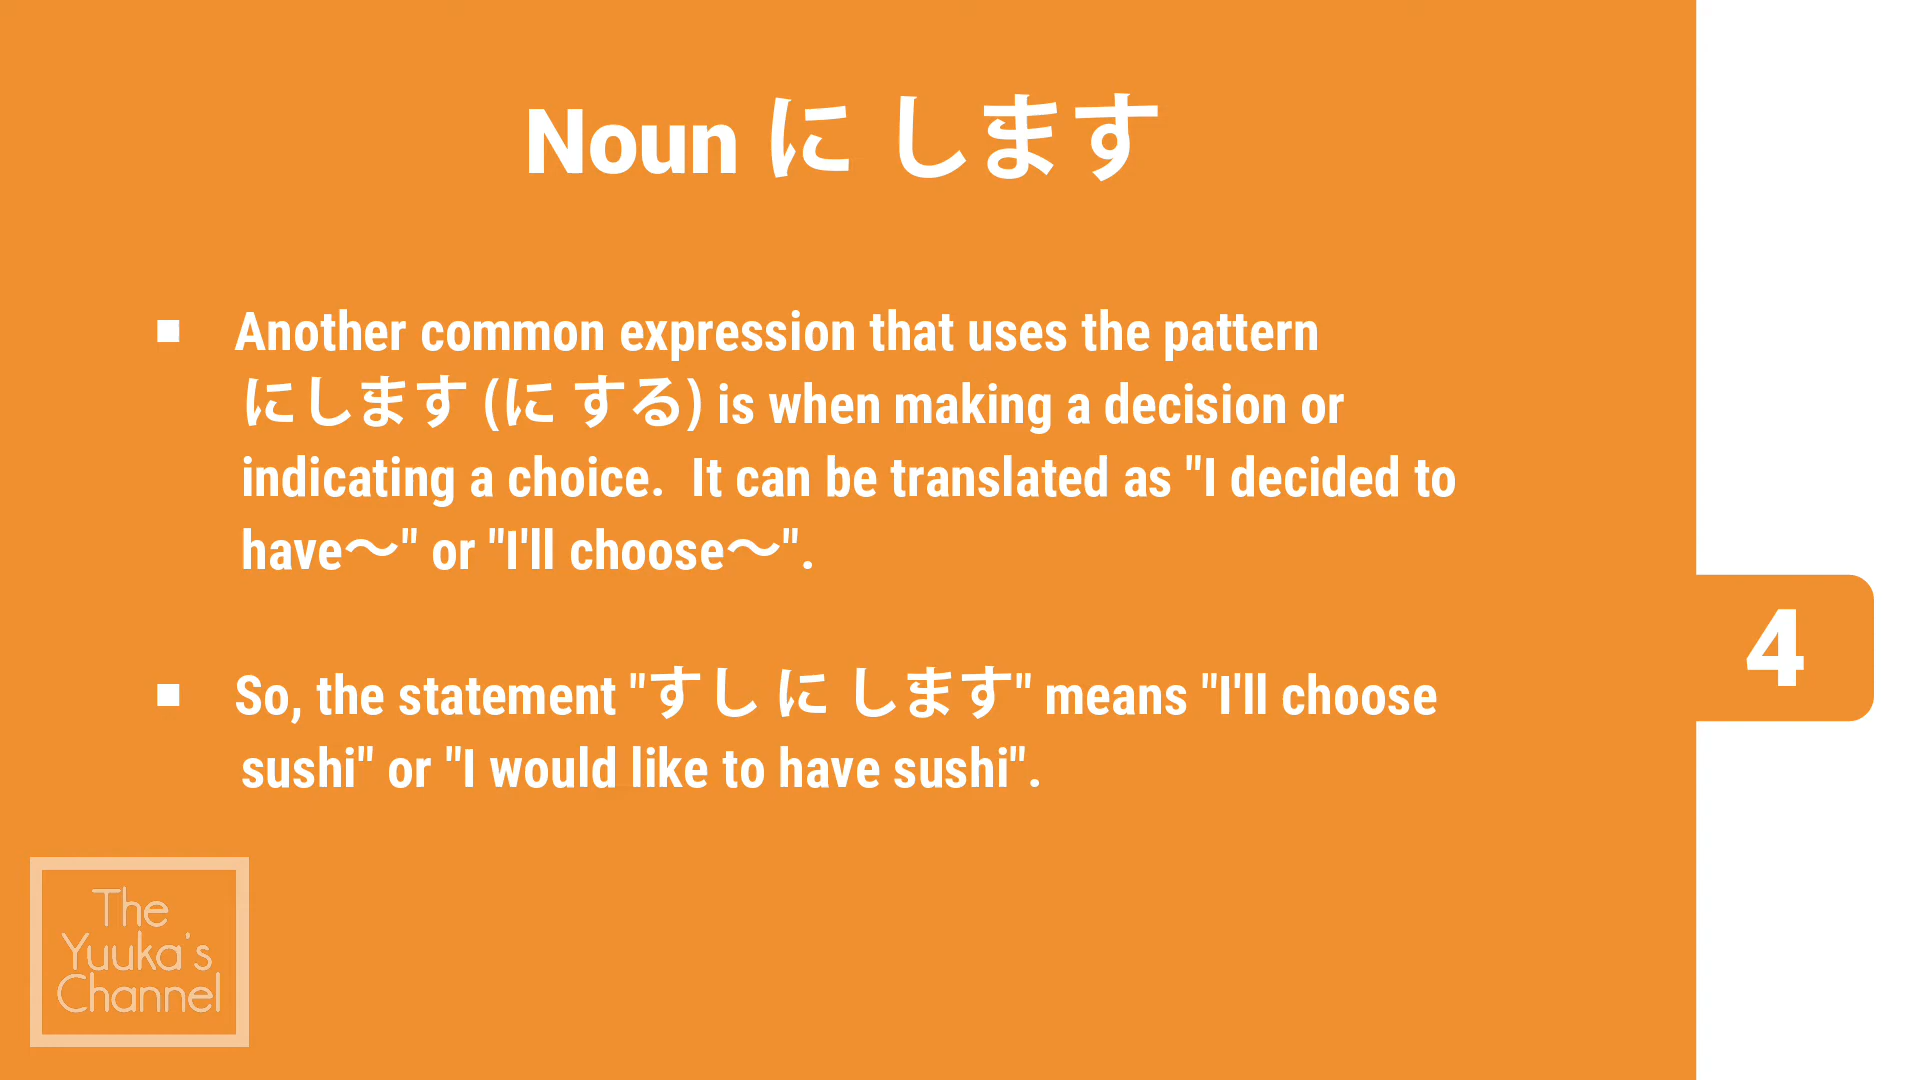 Noun に します
■ Another common expression that uses the pattern
にします (に する) is when making a decision or
indicating a choice.  It can be translated as "I decided to
have〜" or "I'll choose〜".
■ So, the statement "すし に します" means "I'll choose
sushi" or "I would like to have sushi".
4
The
Yuuka's
Channel